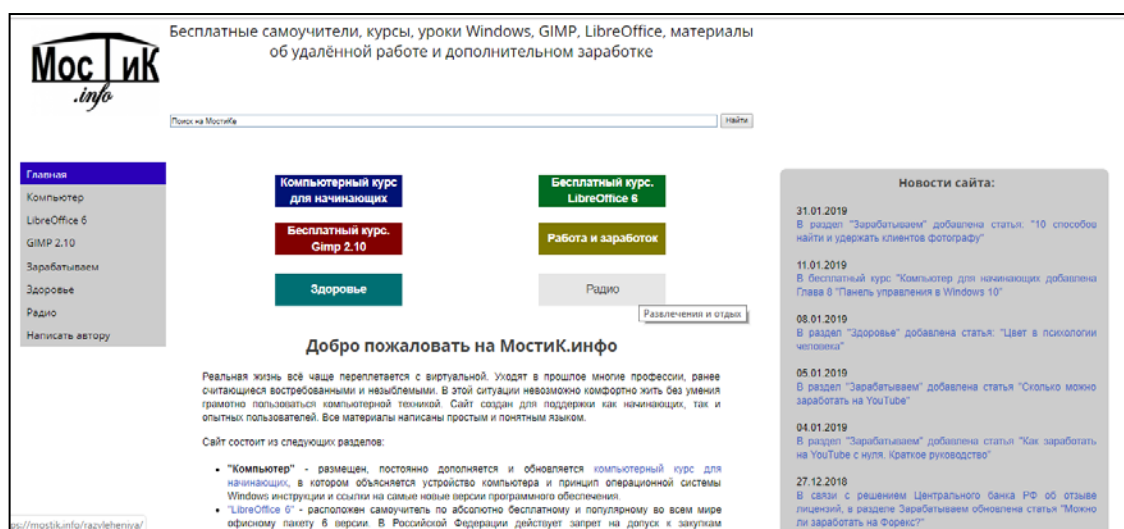 Бесплатные самоучители, курсы, уроки Windows, GIMP, LibreOffice, материалы
об удалённой работе и дополнительном заработке
МосТиК
.info
Поиск на МостиКе
Найти
Главная
Компьютер
LibreOffice 6
GIMP 2.10
Зарабатываем
Здоровье
Радио
Написать автору
Компьютерный курс
для начинающих
Бесплатный курс.
LibreOffice 6
Бесплатный курс.
Gimp 2.10
Работа и заработок
Здоровье
Радио
Развлечения и отдых
Добро пожаловать на МостиК.инфо
Реальная жизнь всё чаще переплетается с виртуальной. Уходят в прошлое многие профессии, ранее
считающиеся востребованными и незыблемыми. В этой ситуации невозможно комфортно жить без умения
грамотно пользоваться компьютерной техникой. Сайт создан для поддержки как начинающих, так и
опытных пользователей. Все материалы написаны простым и понятным языком.
Сайт состоит из следующих разделов:
• "Компьютер" - размещен, постоянно дополняется и обновляется компьютерный курс для
начинающих, в котором объясняется устройство компьютера и принцип операционной системы
Windows инструкции и ссылки на самые новые версии программного обеспечения.
• "LibreOffice 6" - расположен самоучитель по абсолютно бесплатному и популярному во всем мире
офисному пакету 6 версии. В Российской Федерации действует запрет на допуск к закупкам
ps://mostik.info/razvlecheniya/
Новости сайта:
31.01.2019
В раздел "Зарабатываем" добавлена статья: "10 способов
найти и удержать клиентов фотографу"
11.01.2019
В бесплатный курс "Компьютер для начинающих добавлена
Глава 8 "Панель управления в Windows 10"
08.01.2019
В раздел "Здоровье" добавлена статья: "Цвет в психологии
человека"
05.01.2019
В раздел "Зарабатываем" добавлена статья "Сколько можно
заработать на YouTube"
04.01.2019
В раздел "Зарабатываем" добавлена статья "Как заработать
на YouTube с нуля. Краткое руководство"
27.12.2018
В связи с решением Центрального банка РФ об отзыве
лицензий, в разделе Зарабатываем обновлена статья "Можно
ли заработать на Форекс?"